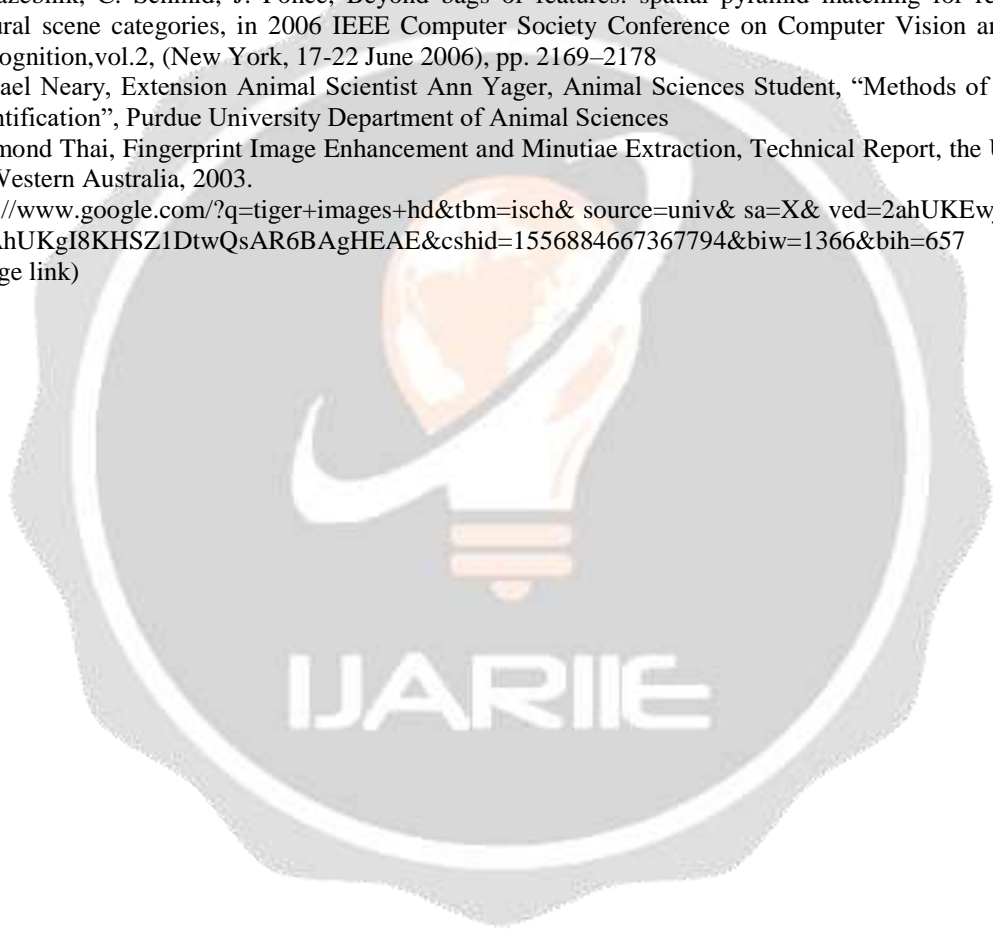 azebnik, C. Schmid, J. Ponce, Beyond bags of features: spatial pyramid matching for re
ural scene categories, in 2006 IEEE Computer Society Conference on Computer Vision an
cognition,vol.2, (New York, 17-22 June 2006), pp. 2169–2178
ael Neary, Extension Animal Scientist Ann Yager, Animal Sciences Student, “Methods of
ntification”, Purdue University Department of Animal Sciences
mond Thai, Fingerprint Image Enhancement and Minutiae Extraction, Technical Report, the U
Western Australia, 2003.
://www.google.com/?q=tiger+images+hd&tbm=isch& source=univ& sa=X& ved=2ahUKEw
AhUKgI8KHSZ1DtwQsAR6BAgHEAE&cshid=1556884667367794&biw=1366&bih=657
ge link)
IJARIIE